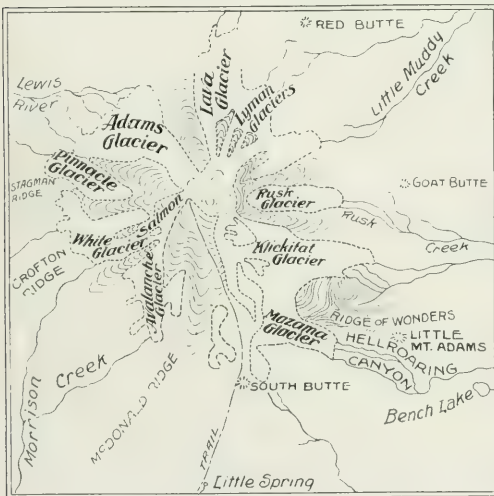 RED BUTTE
Little Muddy
Creek
Lewis
River
Lava
Glacier
Lyman
Glaciers
Adams
Glacier
Pinnacle
Glacier
STAGMAN
RIDGE
Rusk
Glacier
GOAT BUTTE
Rusk
Creek
White
Glacier
Salmon
CROFTON
RIDGE
Avalanche
Glacier
Klickitat
Glacier
Mazama
Glacier
RIDGE OF WONDERS
HELLROARING
CANYON
LITTLE
MT. ADAMS
Bench Lake
SOUTH BUTTE
Morrison
Creek
McDONALD RIDGE
TRAIL
Little Spring